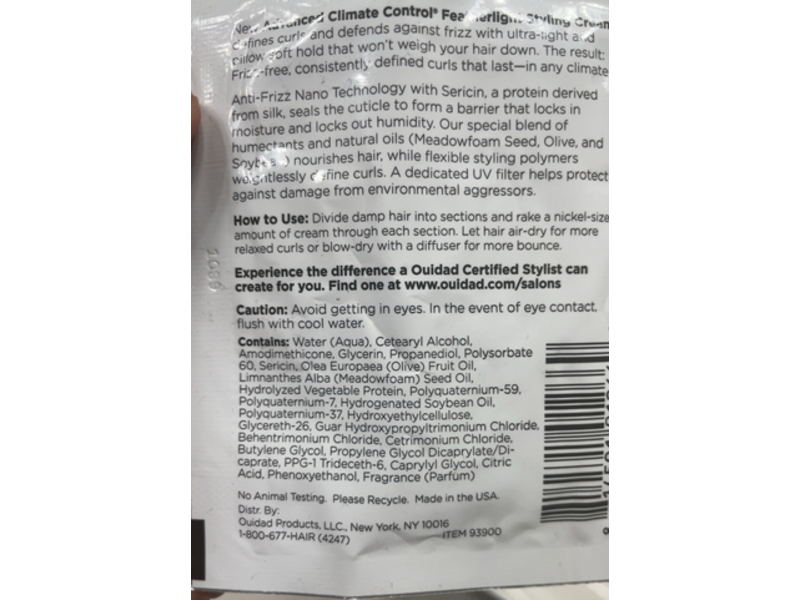 New Advanced Climate Control® Featherlight Styling Cream
defines curls and defends against frizz with ultra-light and
pillow soft hold that won't weigh your hair down. The result:
Frizz-free, consistently defined curls that last—in any climate
Anti-Frizz Nano Technology with Sericin, a protein derived
from silk, seals the cuticle to form a barrier that locks in
moisture and locks out humidity. Our special blend of
humectants and natural oils (Meadowfoam Seed, Olive, and
Soybean) nourishes hair, while flexible styling polymers
weightlessly define curls. A dedicated UV filter helps protect
against damage from environmental aggressors.
How to Use: Divide damp hair into sections and rake a nickel-size
amount of cream through each section. Let hair air-dry for more
relaxed curls or blow-dry with a diffuser for more bounce.
Experience the difference a Ouidad Certified Stylist can
create for you. Find one at www.ouidad.com/salons
Caution: Avoid getting in eyes. In the event of eye contact,
flush with cool water.
Contains: Water (Aqua), Cetearyl Alcohol,
Amodimethicone, Glycerin, Propanediol, Polysorbate
60, Sericin, Olea Europaea (Olive) Fruit Oil,
Limnanthes Alba (Meadowfoam) Seed Oil,
Hydrolyzed Vegetable Protein, Polyquaternium-59,
Polyquaternium-7, Hydrogenated Soybean Oil,
Polyquaternium-37, Hydroxyethylcellulose,
Glycereth-26, Guar Hydroxypropyltrimonium Chloride,
Behentrimonium Chloride, Cetrimonium Chloride,
Butylene Glycol, Propylene Glycol Dicaprylate/Di-
caprate, PPG-1 Trideceth-6, Caprylyl Glycol, Citric
Acid, Phenoxyethanol, Fragrance (Parfum)
No Animal Testing. Please Recycle. Made in the USA.
Distr. By:
Ouidad Products, LLC., New York, NY 10016
1-800-677-HAIR (4247)
ITEM 93900